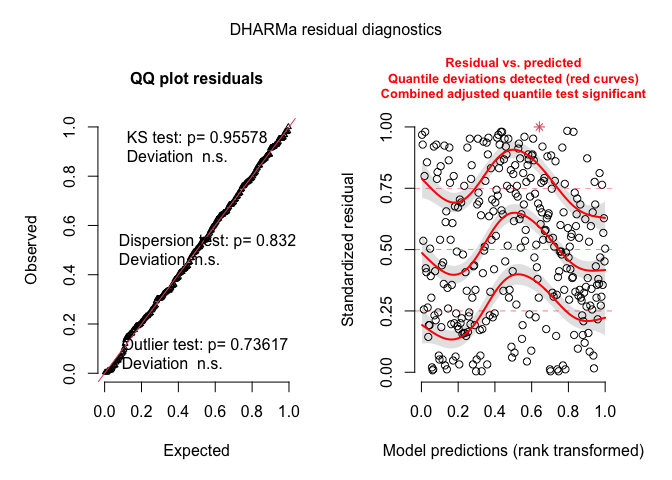 DHARMa residual diagnostics
QQ plot residuals
KS test: p= 0.95578
Deviation n.s.
Dispersion test: p= 0.832
Deviation n.s.
Outlier test: p= 0.73617
Deviation n.s.
Observed
0.0 0.2 0.4 0.6 0.8 1.0
0.0 0.2 0.4 0.6 0.8 1.0
Expected
Residual vs. predicted
Quantile deviations detected (red curves)
Combined adjusted quantile test significant
Standardized residual
0.00 0.25 0.50 0.75 1.00
0.0 0.2 0.4 0.6 0.8 1.0
Model predictions (rank transformed)